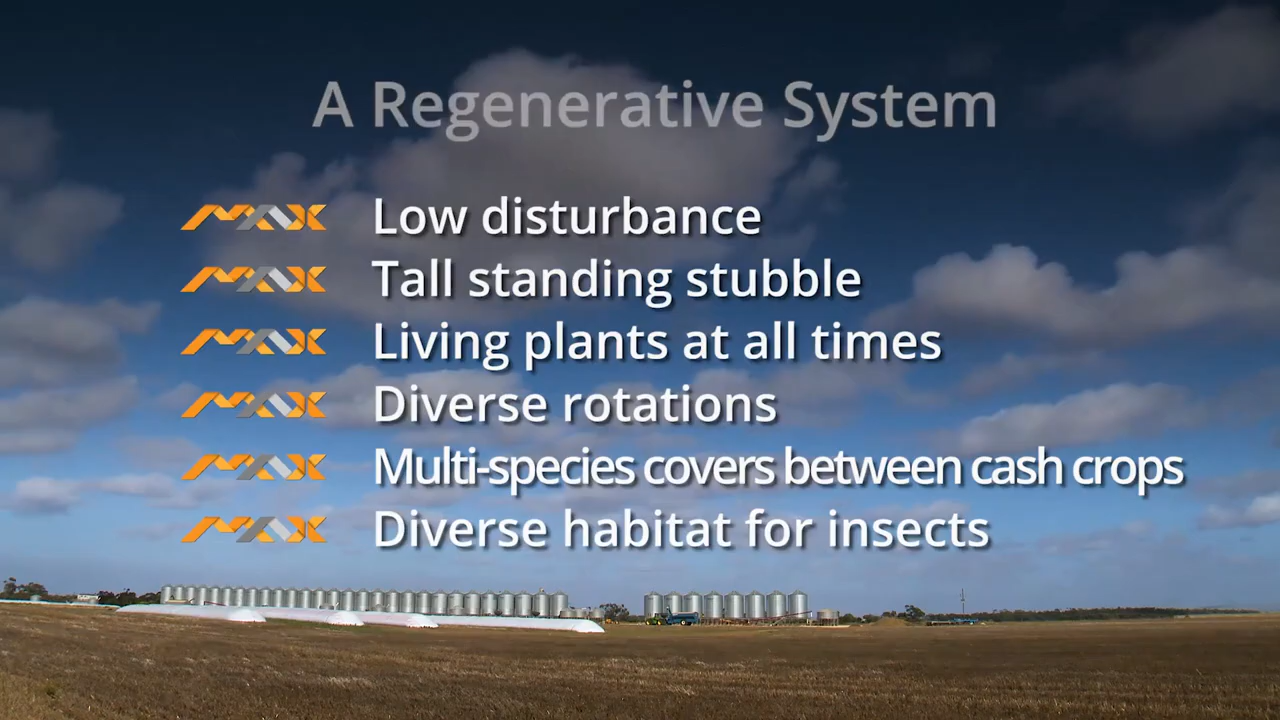 A Regenerative System
Low disturbance
Tall standing stubble
Living plants at all times
Diverse rotations
Multi-species covers between cash crops
Diverse habitat for insects